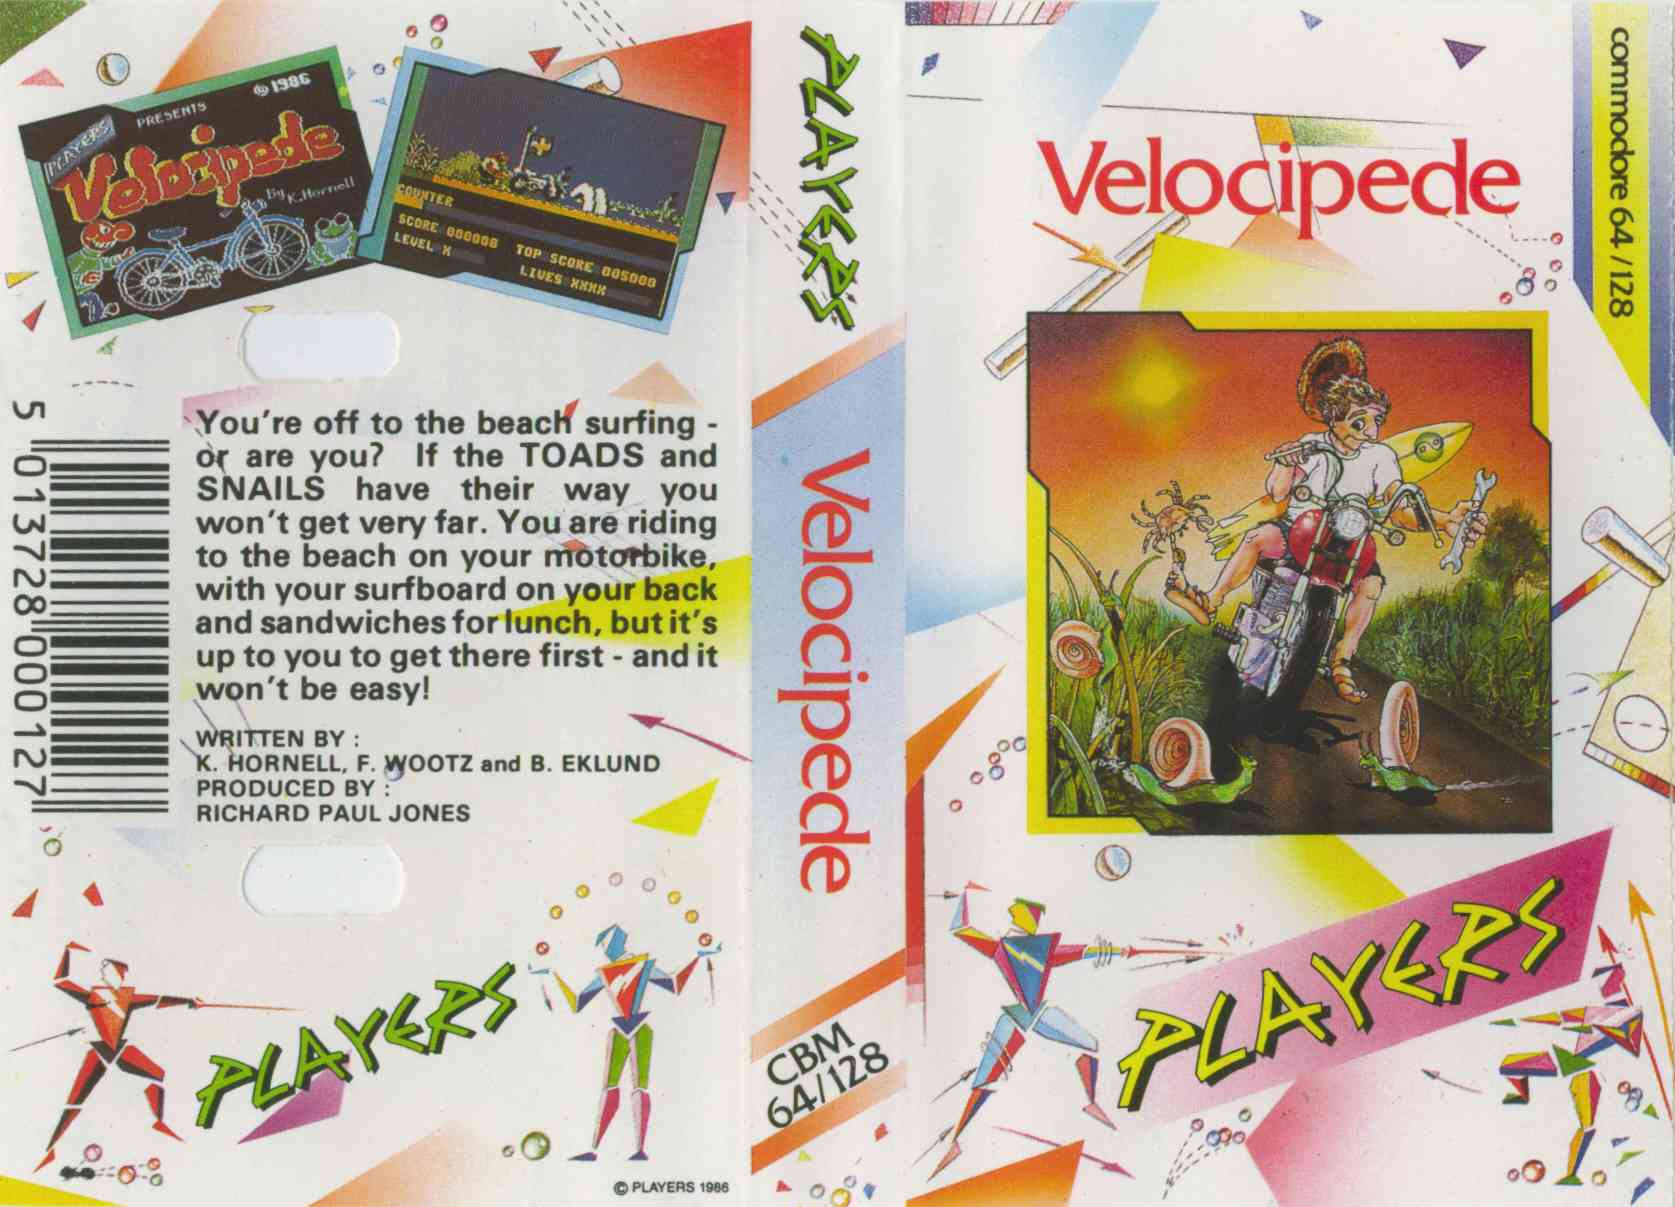 PLAYERS
PRESENTS
© 1986
Velocipede
By K. Hornell
COUNTER
SCORE 000000
TOP SCORE 005000
LEVEL X
LIVES XXXX
5 013728 000127
You're off to the beach surfing -
or are you? If the TOADS and
SNAILS have their way you
won't get very far. You are riding
to the beach on your motorbike,
with your surfboard on your back
and sandwiches for lunch, but it's
up to you to get there first - and it
won't be easy!
WRITTEN BY :
K. HORNELL, F. WOOTZ and B. EKLUND
PRODUCED BY :
RICHARD PAUL JONES
PLAYERS
© PLAYERS 1986
PLAYERS
Velocipede
CBM
64/128
commodore 64/128
Velocipede
PLAYERS